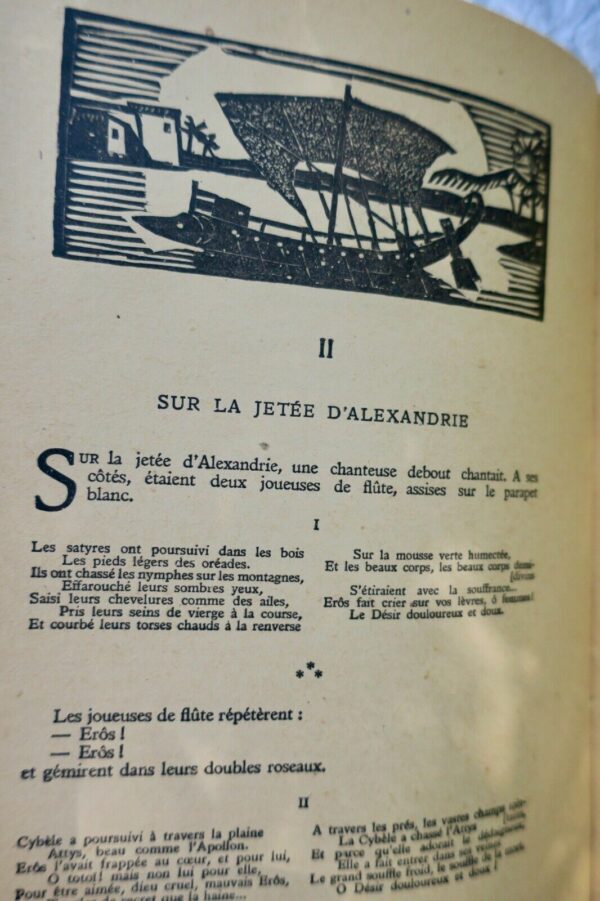 II
SUR LA JETÉE D'ALEXANDRIE
SUR la jetée d'Alexandrie, une chanteuse debout chantait. A ses
côtés, étaient deux joueuses de flûte, assises sur le parapet
blanc.
I
Les satyres ont poursuivi dans les bois
Les pieds légers des oréades.
Ils ont chassé les nymphes sur les montagnes,
Effarouché leurs sombres yeux,
Saisi leurs chevelures comme des ailes,
Pris leurs seins de vierge à la course,
Et courbé leurs torses chauds à la renverse
Sur la mousse verte humectée,
Et les beaux corps, les beaux corps demi-
[divins
S'étiraient avec la souffrance...
Erôs fait crier sur vos lèvres, ô femmes!
Le Désir douloureux et doux.
***
Les joueuses de flûte répétèrent :
— Erôs !
— Erôs !
et gémirent dans leurs doubles roseaux.
II
Cybèle a poursuivi à travers la plaine
Attys, beau comme l'Apollon.
Erôs l'avait frappée au cœur, et pour lui,
O totoï! mais non lui pour elle,
Pour être aimée, dieu cruel, mauvais Erôs,
de secret que la haine...
A travers les prés, les vastes champs
La Cybèle a chassé l'Attys
Et parce qu'elle adorait le dédaigneux,
Elle a fait entrer dans ses veines
Le grand souffle froid, le souffle de la mort.
O Désir douloureux et doux !